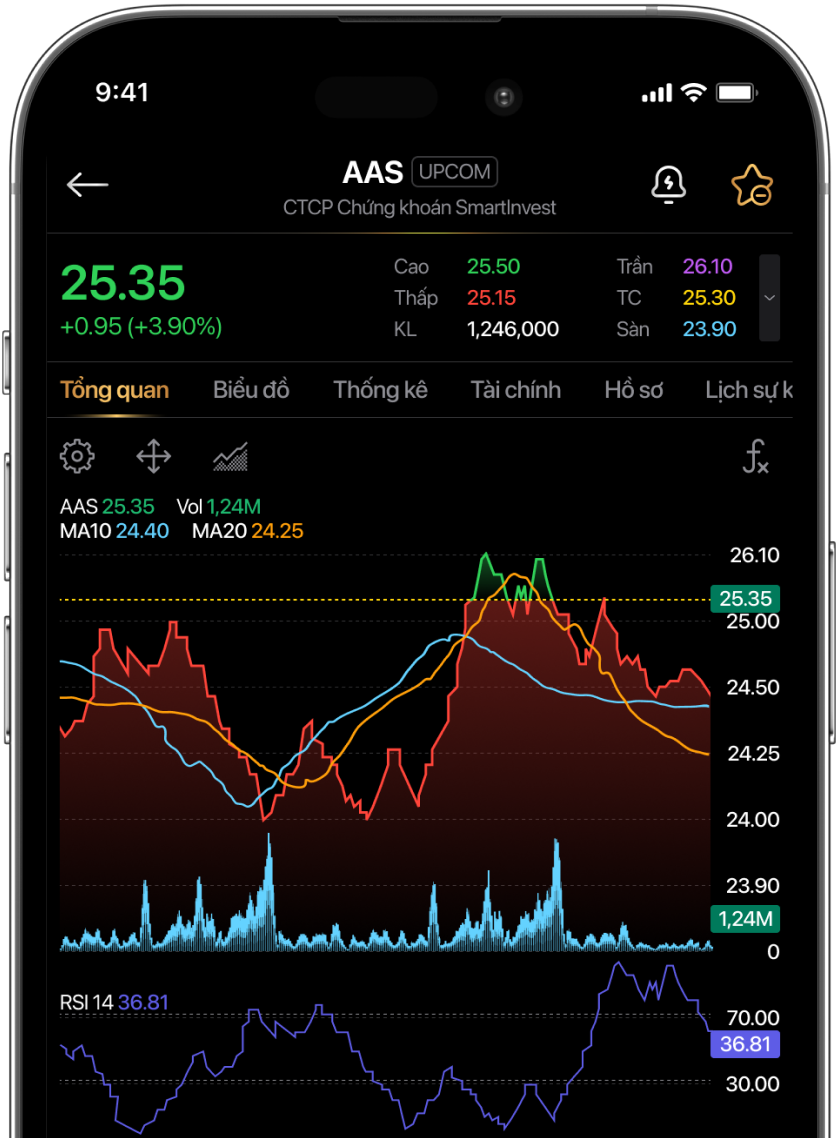 9:41
AAS UPCOM
CTCP Chứng khoán SmartInvest
25.35
+0.95 (+3.90%)
Cao 25.50 Trần 26.10
Thấp 25.15 TC 25.30
KL 1,246,000 Sàn 23.90
Tổng quan Biểu đồ Thống kê Tài chính Hồ sơ Lịch sự k
fx
AAS 25.35 Vol 1,24M
MA10 24.40 MA20 24.25
26.10
25.35
25.00
24.50
24.25
24.00
23.90
1,24M
0
RSI 14 36.81
70.00
36.81
30.00